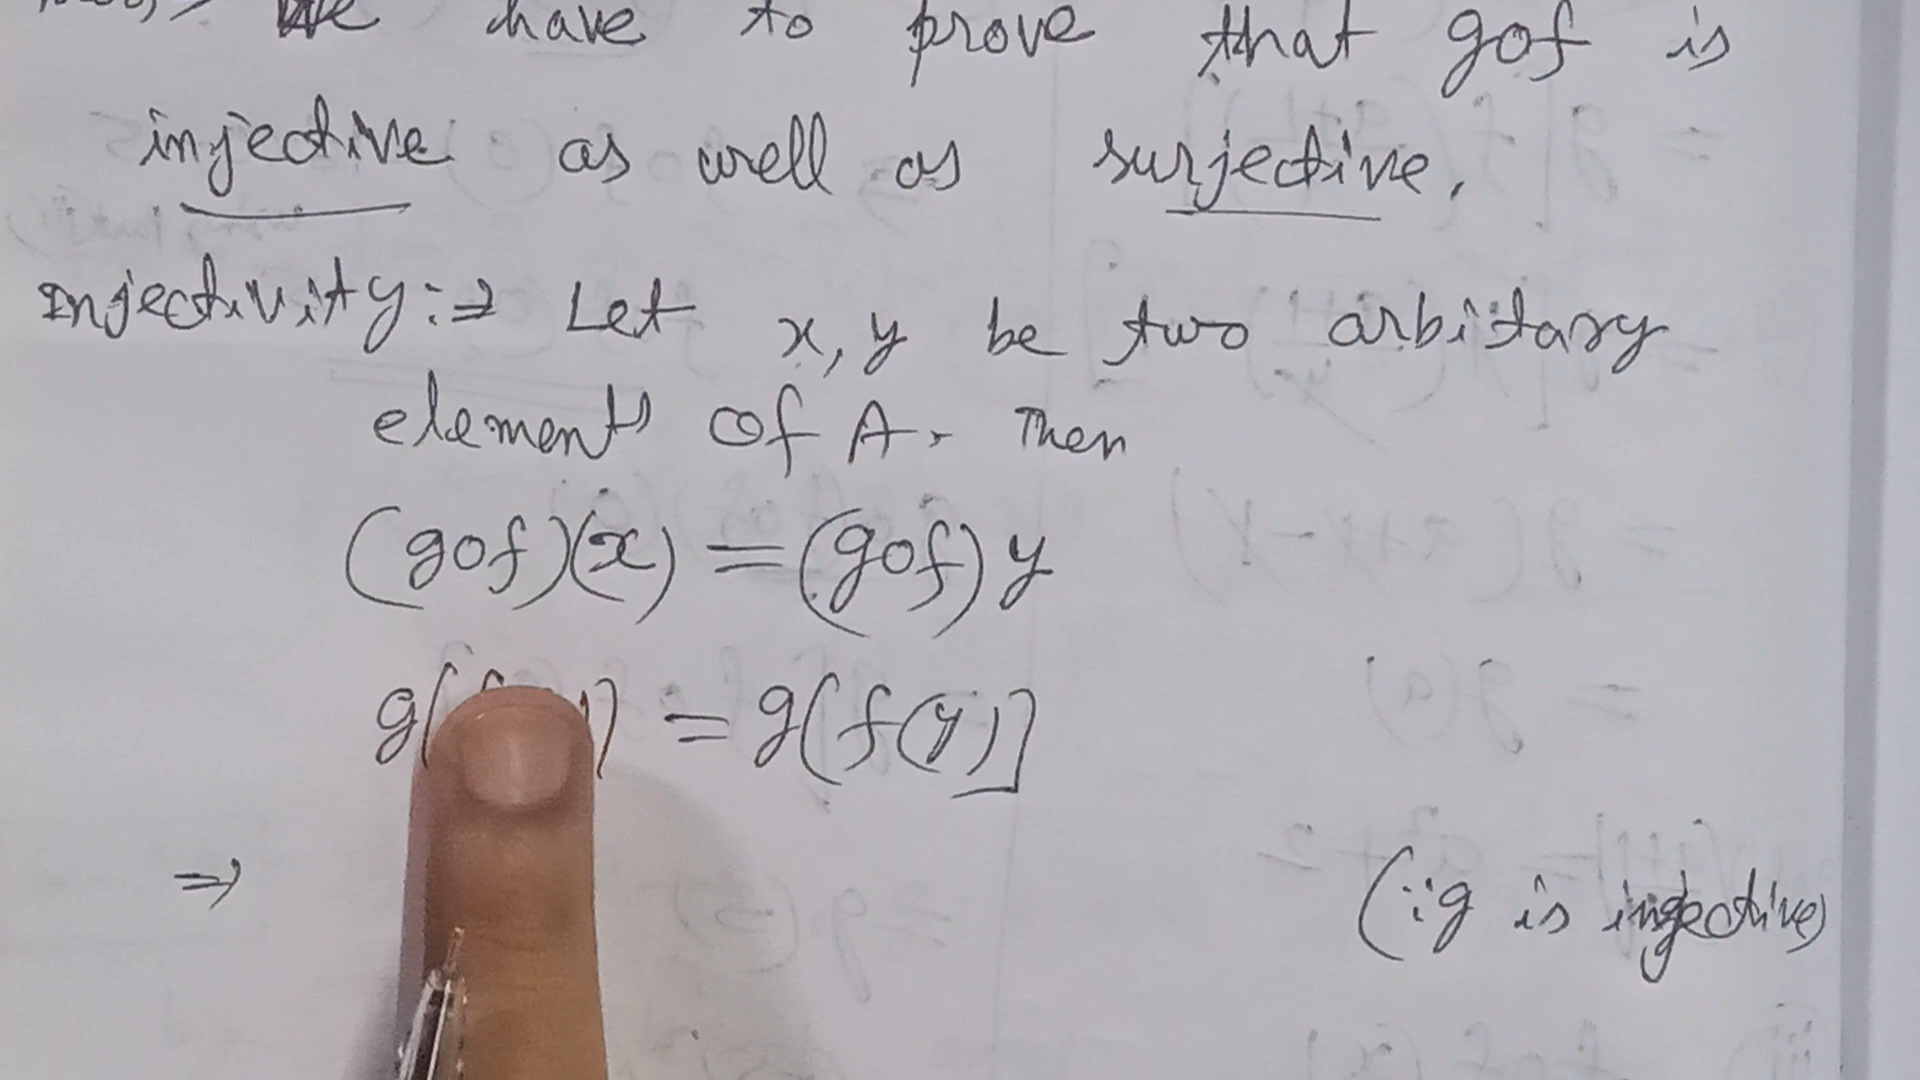 We have to prove that gof is
injective as well as surjective.
Injectivity :⇒ Let x, y be two arbitary
elements of A. Then
(gof)(x) = (gof) y
g( = g(f(y)]
⇒ (∵ g is injective)